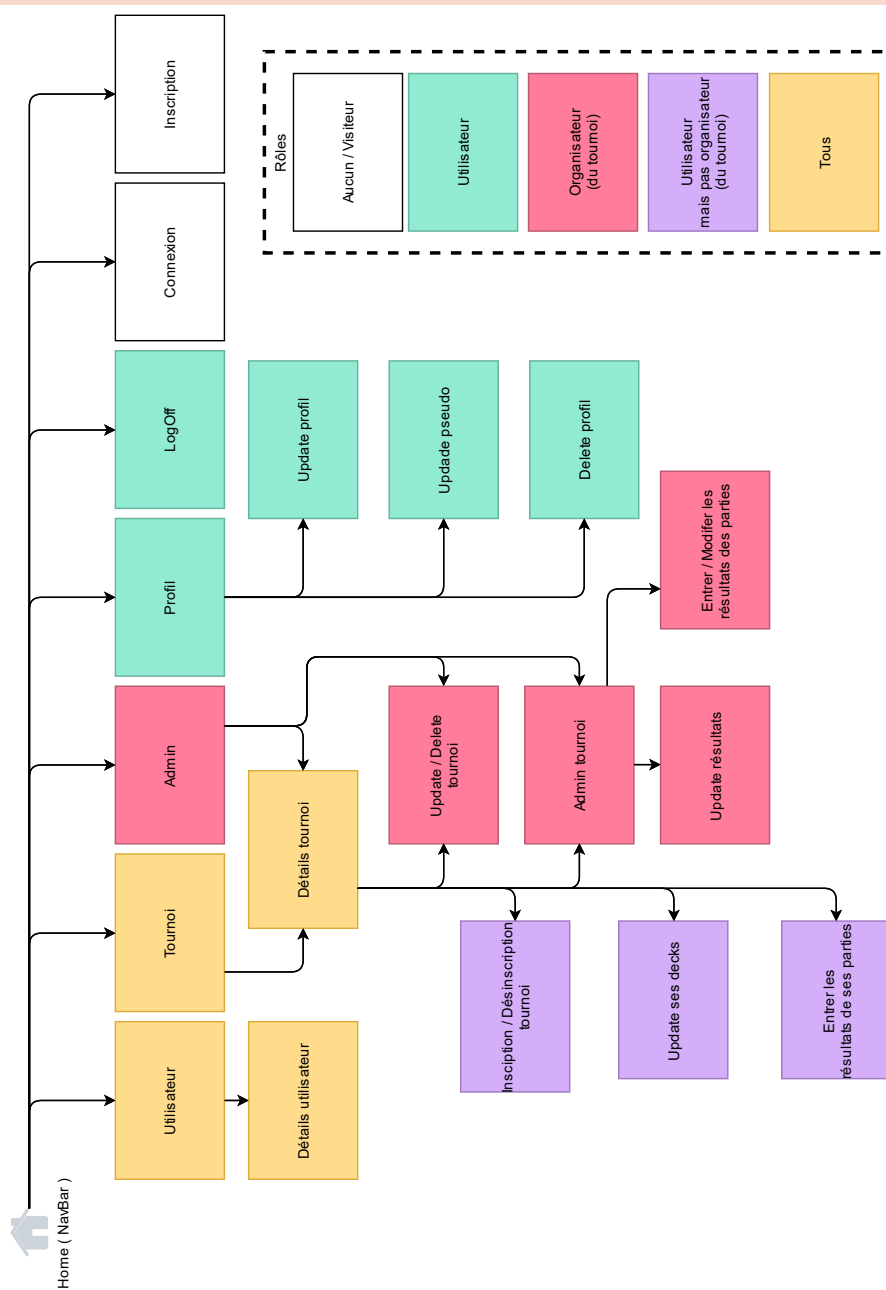 Home ( NavBar )
Utilisateur
Tournoi
Admin
Profil
LogOff
Connexion
Inscription
Détails utilisateur
Détails tournoi
Update profil
Updade pseudo
Delete profil
Update / Delete
tournoi
Admin tournoi
Insciption / Désinscription
tournoi
Update ses decks
Entrer les
résultats de ses parties
Update résultats
Entrer / Modifer les
résultats des parties
Rôles
Aucun / Visiteur
Utilisateur
Organisateur
(du tournoi)
Utilisateur
mais pas organisateur
(du tournoi)
Tous